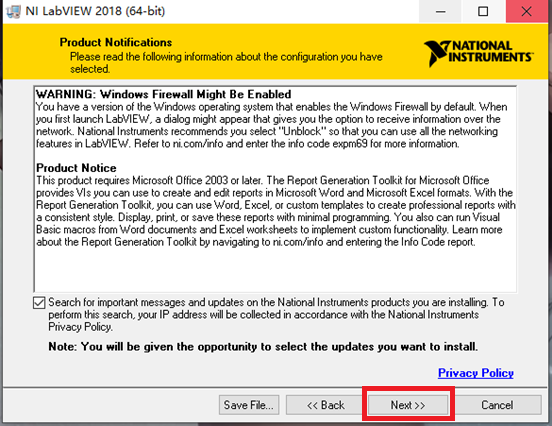 NI LabVIEW 2018 (64-bit)
Product Notifications
Please read the following information about the configuration you have
selected.
NATIONAL
INSTRUMENTS
WARNING: Windows Firewall Might Be Enabled
You have a version of the Windows operating system that enables the Windows Firewall by default. When
you first launch LabVIEW, a dialog might appear that gives you the option to receive information over the
network. National Instruments recommends you select "Unblock" so that you can use all the networking
features in LabVIEW. Refer to ni.com/info and enter the info code expm69 for more information.
Product Notice
This product requires Microsoft Office 2003 or later. The Report Generation Toolkit for Microsoft Office
provides VIs you can use to create and edit reports in Microsoft Word and Microsoft Excel formats. With the
Report Generation Toolkit, you can use Word, Excel, or custom templates to create professional reports with
a consistent style. Display, print, or save these reports with minimal programming. You also can run Visual
Basic macros from Word documents and Excel worksheets to implement custom functionality. Learn more
about the Report Generation Toolkit by navigating to ni.com/info and entering the Info Code report.
Search for important messages and updates on the National Instruments products you are installing. To
perform this search, your IP address will be collected in accordance with the National Instruments
Privacy Policy.
Note: You will be given the opportunity to select the updates you want to install.
Privacy Policy
Save File... << Back Next >> Cancel